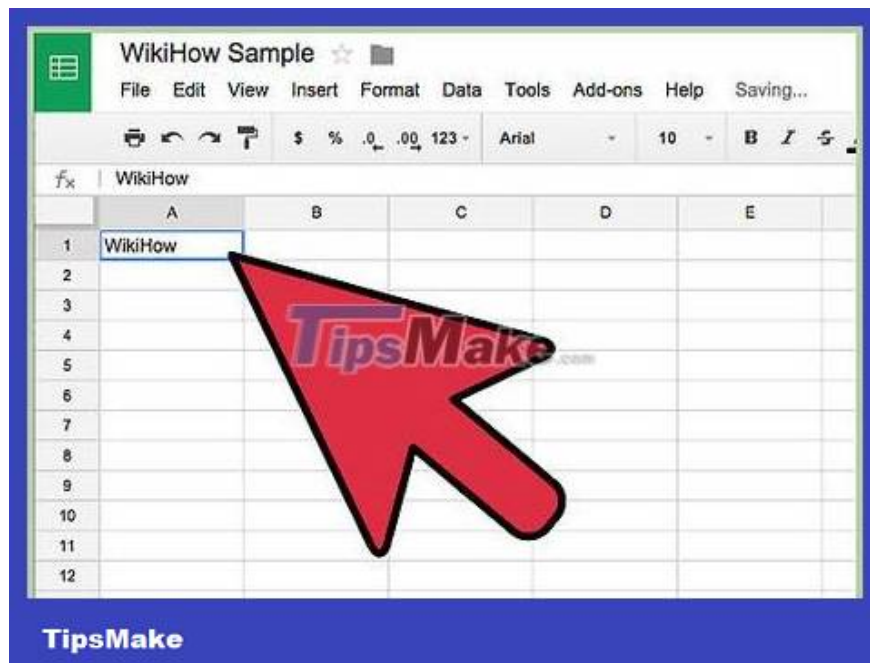 WikiHow Sample
File Edit View Insert Format Data Tools Add-ons Help Saving...
$ % .0 .00 123 Arial 10 B I S
fx WikiHow
A B C D E
1 WikiHow
2
3
4
5
6
7
8
9
10
11
12
TipsMake.com
TipsMake